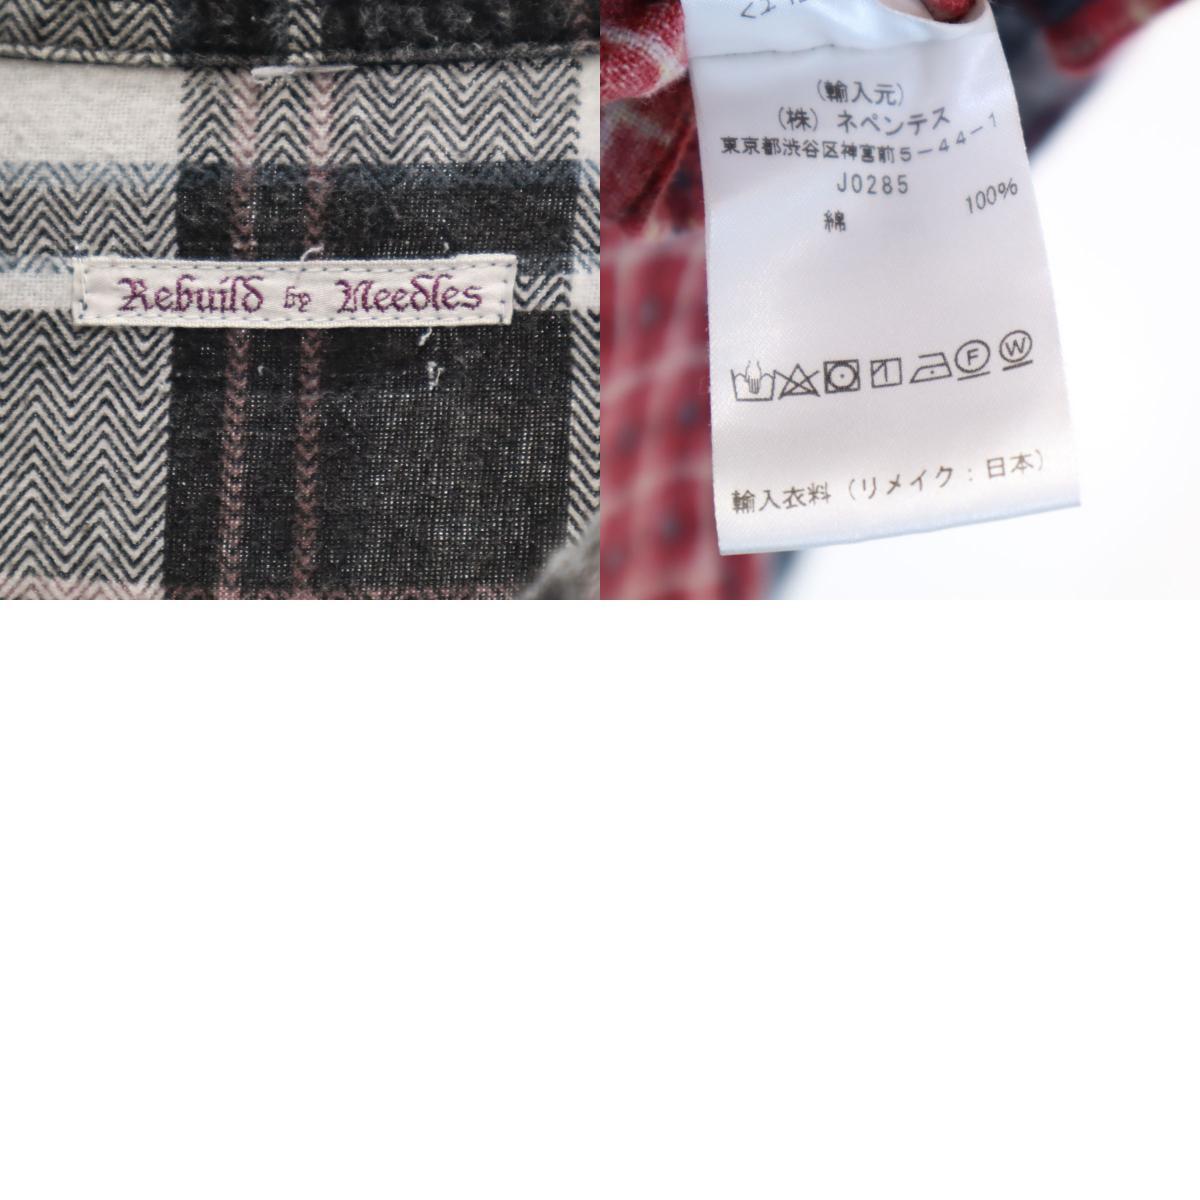 Rebuild by Needles
(輸入元)
(株) ネペンテス
東京都渋谷区神宮前5-44-1
J0285
綿 100%
F W
輸入衣料 (リメイク:日本)